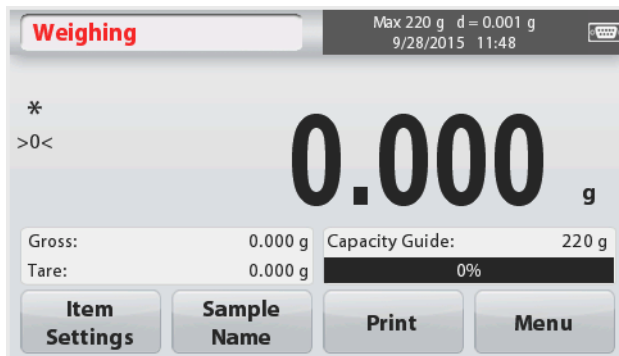 Weighing
Max 220 g d = 0.001 g
9/28/2015 11:48
*
>0<
0.000 g
Gross: 0.000 g
Tare: 0.000 g
Capacity Guide: 220 g
0%
Item Settings
Sample Name
Print
Menu